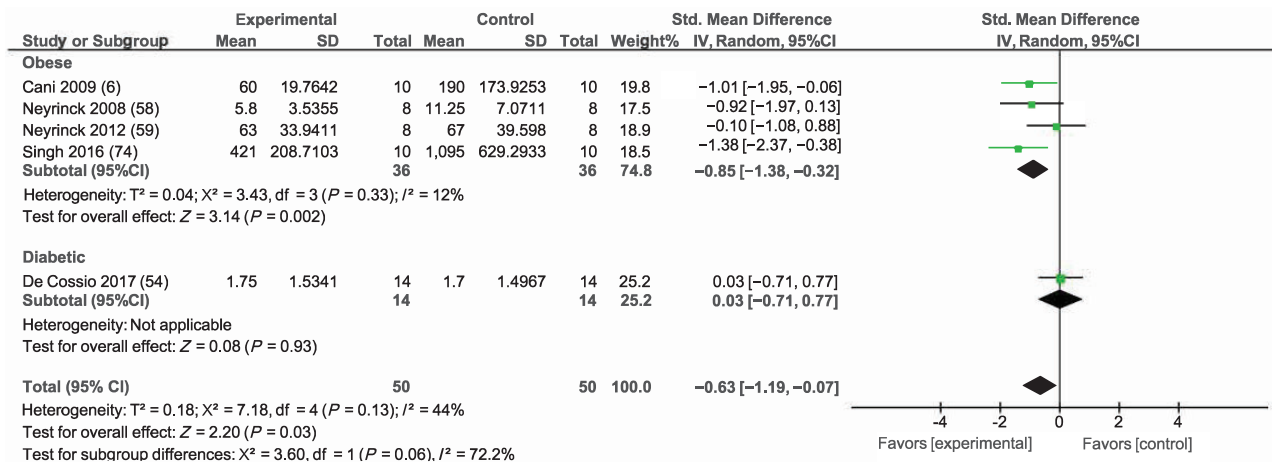 Experimental Control Std. Mean Difference Std. Mean Difference
Study or Subgroup Mean SD Total Mean SD Total Weight% IV, Random, 95%CI IV, Random, 95%CI
Obese
Cani 2009 (6) 60 19.7642 10 190 173.9253 10 19.8 −1.01 [−1.95, −0.06]
Neyrinck 2008 (58) 5.8 3.5355 8 11.25 7.0711 8 17.5 −0.92 [−1.97, 0.13]
Neyrinck 2012 (59) 63 33.9411 8 67 39.598 8 18.9 −0.10 [−1.08, 0.88]
Singh 2016 (74) 421 208.7103 10 1,095 629.2933 10 18.5 −1.38 [−2.37, −0.38]
Subtotal (95%CI) 36 36 74.8 −0.85 [−1.38, −0.32]
Heterogeneity: T² = 0.04; X² = 3.43, df = 3 (P = 0.33); I² = 12%
Test for overall effect: Z = 3.14 (P = 0.002)
Diabetic
De Cossio 2017 (54) 1.75 1.5341 14 1.7 1.4967 14 25.2 0.03 [−0.71, 0.77]
Subtotal (95%CI) 14 14 25.2 0.03 [−0.71, 0.77]
Heterogeneity: Not applicable
Test for overall effect: Z = 0.08 (P = 0.93)
Total (95% CI) 50 50 100.0 −0.63 [−1.19, −0.07]
Heterogeneity: T² = 0.18; X² = 7.18, df = 4 (P = 0.13); I² = 44%
Test for overall effect: Z = 2.20 (P = 0.03)
Test for subgroup differences: X² = 3.60, df = 1 (P = 0.06), I² = 72.2%
−4 −2 0 2 4
Favors [experimental] Favors [control]